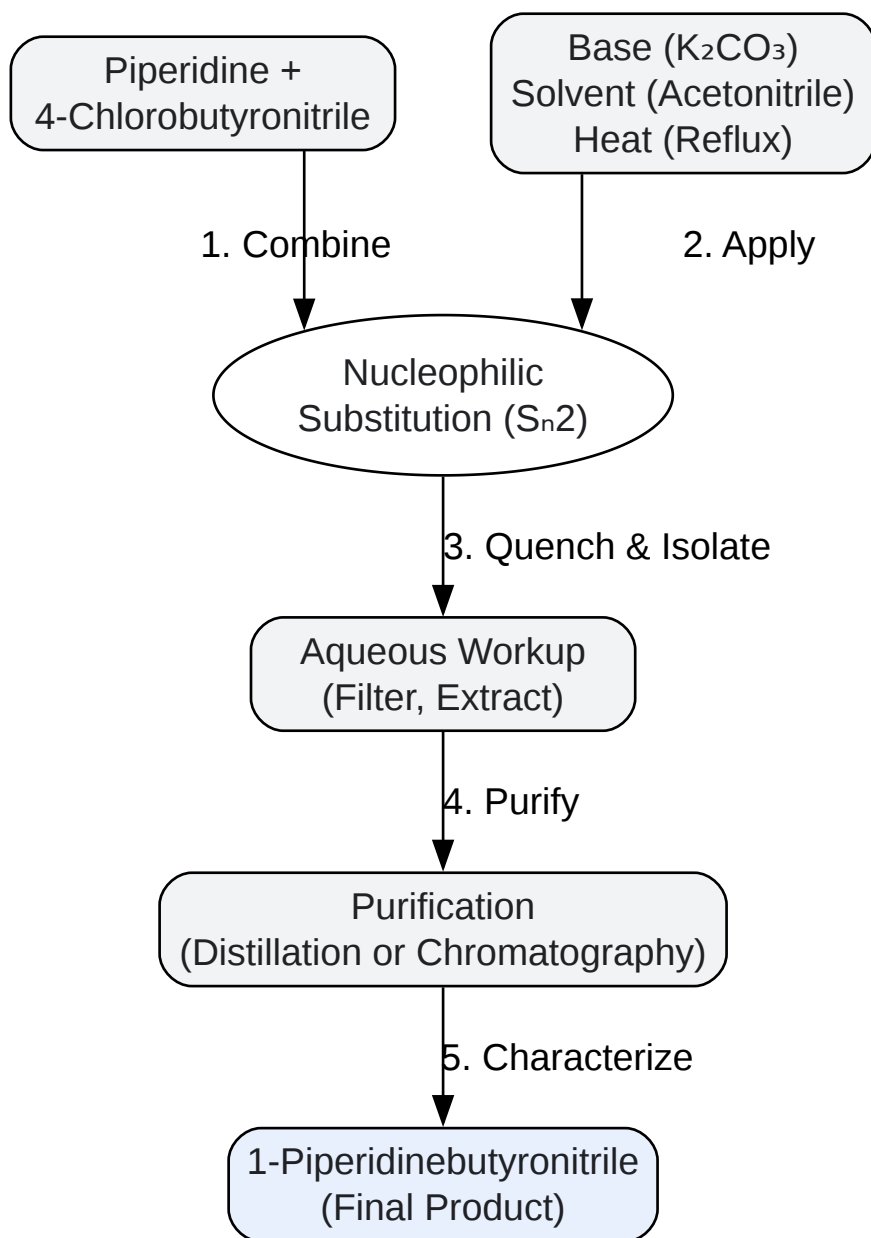 Piperidine +
4-Chlorobutyronitrile
Base (K₂CO₃)
Solvent (Acetonitrile)
Heat (Reflux)
1. Combine
2. Apply
Nucleophilic
Substitution (Sₙ2)
3. Quench & Isolate
Aqueous Workup
(Filter, Extract)
4. Purify
Purification
(Distillation or Chromatography)
5. Characterize
1-Piperidinebutyronitrile
(Final Product)